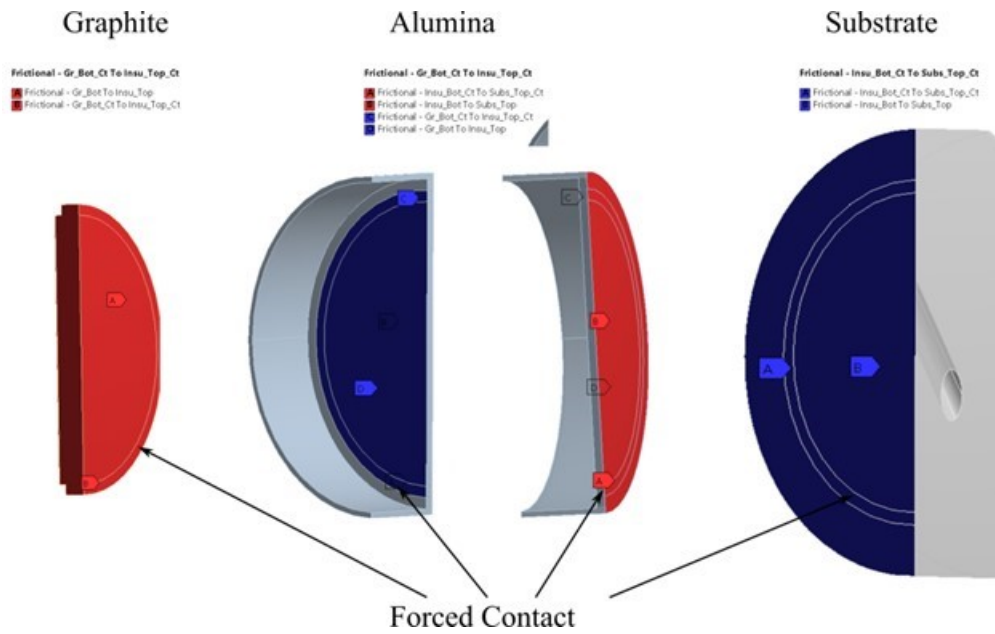 Graphite
Alumina
Substrate
Frictional - Gr_Bot_Ct To Insu_Top_Ct
A Frictional - Gr_Bot To Insu_Top
B Frictional - Gr_Bot_Ct To Insu_Top_Ct
Frictional - Gr_Bot_Ct To Insu_Top_Ct
A Frictional - Insu_Bot_Ct To Subs_Top_Ct
B Frictional - Insu_Bot To Subs_Top
C Frictional - Gr_Bot_Ct To Insu_Top_Ct
D Frictional - Gr_Bot To Insu_Top
Frictional - Insu_Bot_Ct To Subs_Top_Ct
A Frictional - Insu_Bot_Ct To Subs_Top_Ct
B Frictional - Insu_Bot To Subs_Top
A
B
C
D
C
B
D
A
A
B
Forced Contact